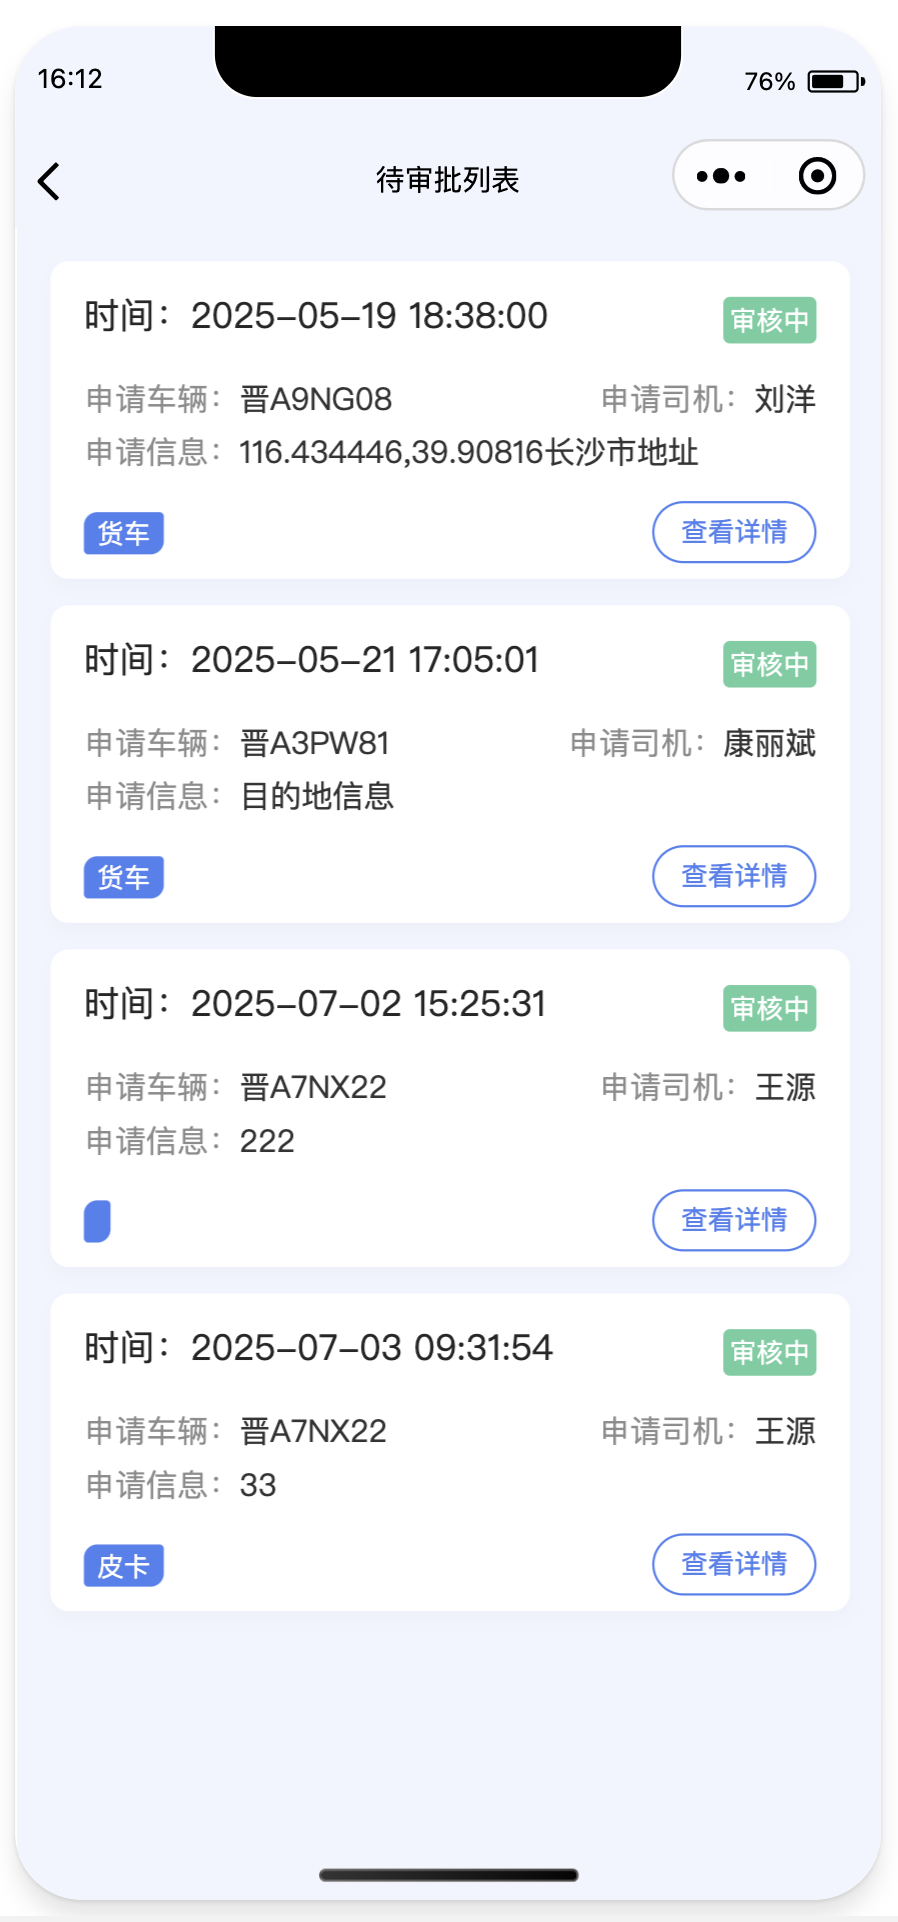 16:12
76%
待审批列表
时间：2025-05-19 18:38:00
审核中
申请车辆：晋A9NG08
申请司机：刘洋
申请信息：116.434446,39.90816长沙市地址
货车
查看详情
时间：2025-05-21 17:05:01
审核中
申请车辆：晋A3PW81
申请司机：康丽斌
申请信息：目的地信息
货车
查看详情
时间：2025-07-02 15:25:31
审核中
申请车辆：晋A7NX22
申请司机：王源
申请信息：222
查看详情
时间：2025-07-03 09:31:54
审核中
申请车辆：晋A7NX22
申请司机：王源
申请信息：33
皮卡
查看详情